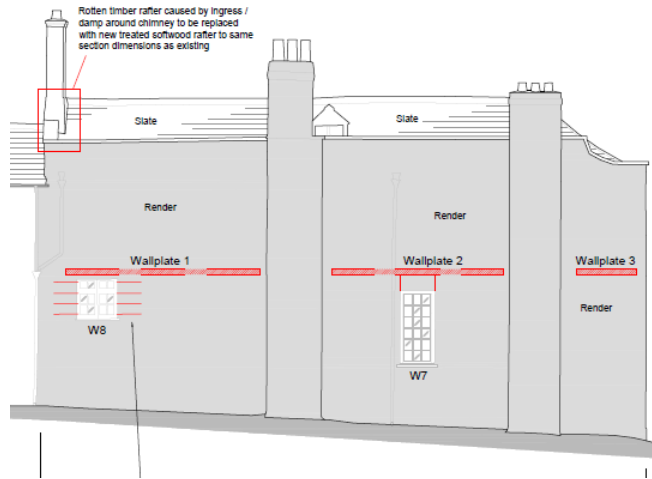 Rotten timber rafter caused by ingress /
damp around chimney to be replaced
with new treated softwood rafter to same
section dimensions as existing
Slate
Slate
Render
Render
Wallplate 1
Wallplate 2
Wallplate 3
Render
W8
W7